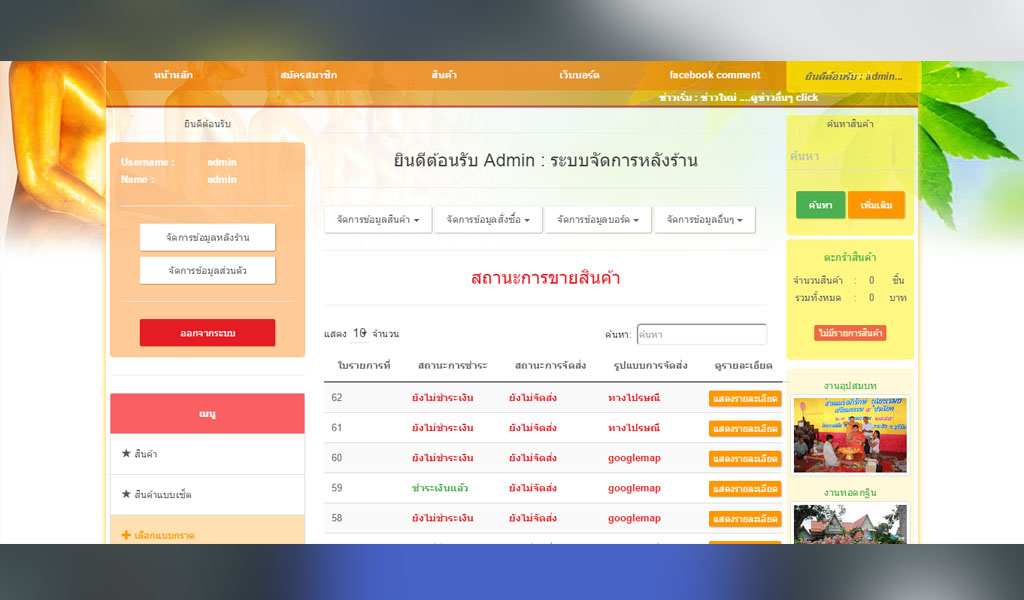 หน้าหลัก สมัครสมาชิก สินค้า เว็บบอร์ด facebook comment
ยินดีต้อนรับ : admin...
ข่าวเริ่ม : ข่าวใหม่ ....ดูข่าวอื่นๆ click
ยินดีต้อนรับ
Username : admin
Name : admin
จัดการข้อมูลหลังร้าน
จัดการข้อมูลส่วนตัว
ออกจากระบบ
เมนู
★ สินค้า
★ สินค้าแบบเซ็ต
ยินดีต้อนรับ Admin : ระบบจัดการหลังร้าน
จัดการข้อมูลสินค้า จัดการข้อมูลสั่งซื้อ จัดการข้อมูลบอร์ด จัดการข้อมูลอื่นๆ
สถานะการขายสินค้า
แสดง 10 จำนวน ค้นหา: ค้นหา
ใบรายการที่ สถานะการชำระ สถานะการจัดส่ง รูปแบบการจัดส่ง ดูรายละเอียด
62 ยังไม่ชำระเงิน ยังไม่จัดส่ง ทางไปรษณี แสดงรายละเอียด
61 ยังไม่ชำระเงิน ยังไม่จัดส่ง ทางไปรษณี แสดงรายละเอียด
60 ยังไม่ชำระเงิน ยังไม่จัดส่ง googlemap แสดงรายละเอียด
59 ชำระเงินแล้ว ยังไม่จัดส่ง googlemap แสดงรายละเอียด
58 ยังไม่ชำระเงิน ยังไม่จัดส่ง googlemap แสดงรายละเอียด
ค้นหาสินค้า
ค้นหา
ค้นหา เพิ่มเติม
ตะกร้าสินค้า
จำนวนสินค้า : 0 ชิ้น
รวมทั้งหมด : 0 บาท
ไม่มีรายการสินค้า
งานอุปสมบท
งานทอดกฐิน